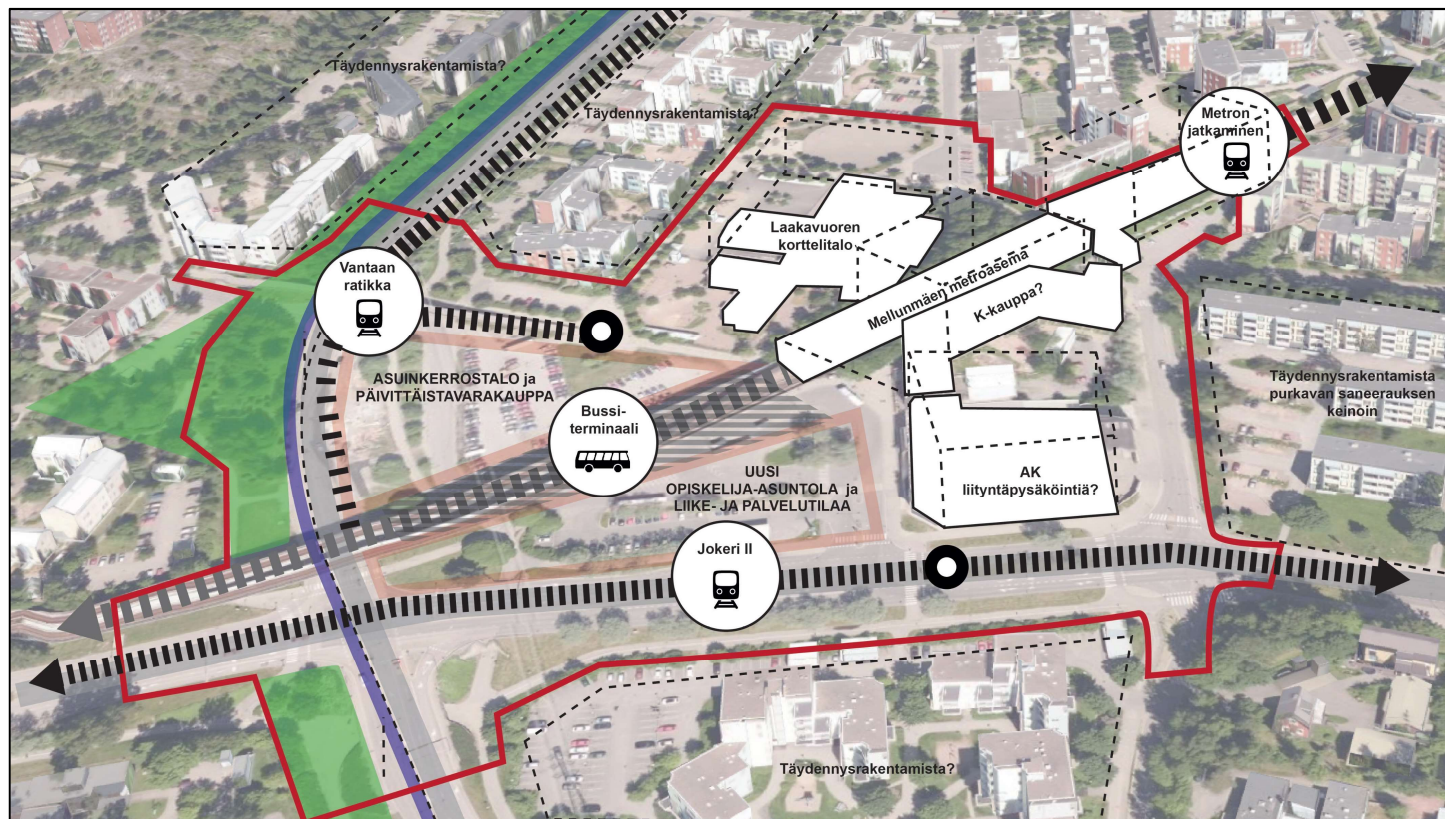 Täydennysrakentamista?
Täydennysrakentamista?
Metron
jatkaminen
Laakavuoren
korttelitalo
Vantaan
ratikka
Mellunmäen metroasema
K-kauppa?
ASUINKERROSTALO ja
PÄIVITTÄISTAVARAKAUPPA
Täydennysrakentamista
purkavan saneerauksen
keinoin
Bussi-
terminaali
UUSI
OPISKELIJA-ASUNTOLA ja
LIIKE- JA PALVELUTILAA
AK
liityntäpysäköintiä?
Jokeri II
Täydennysrakentamista?